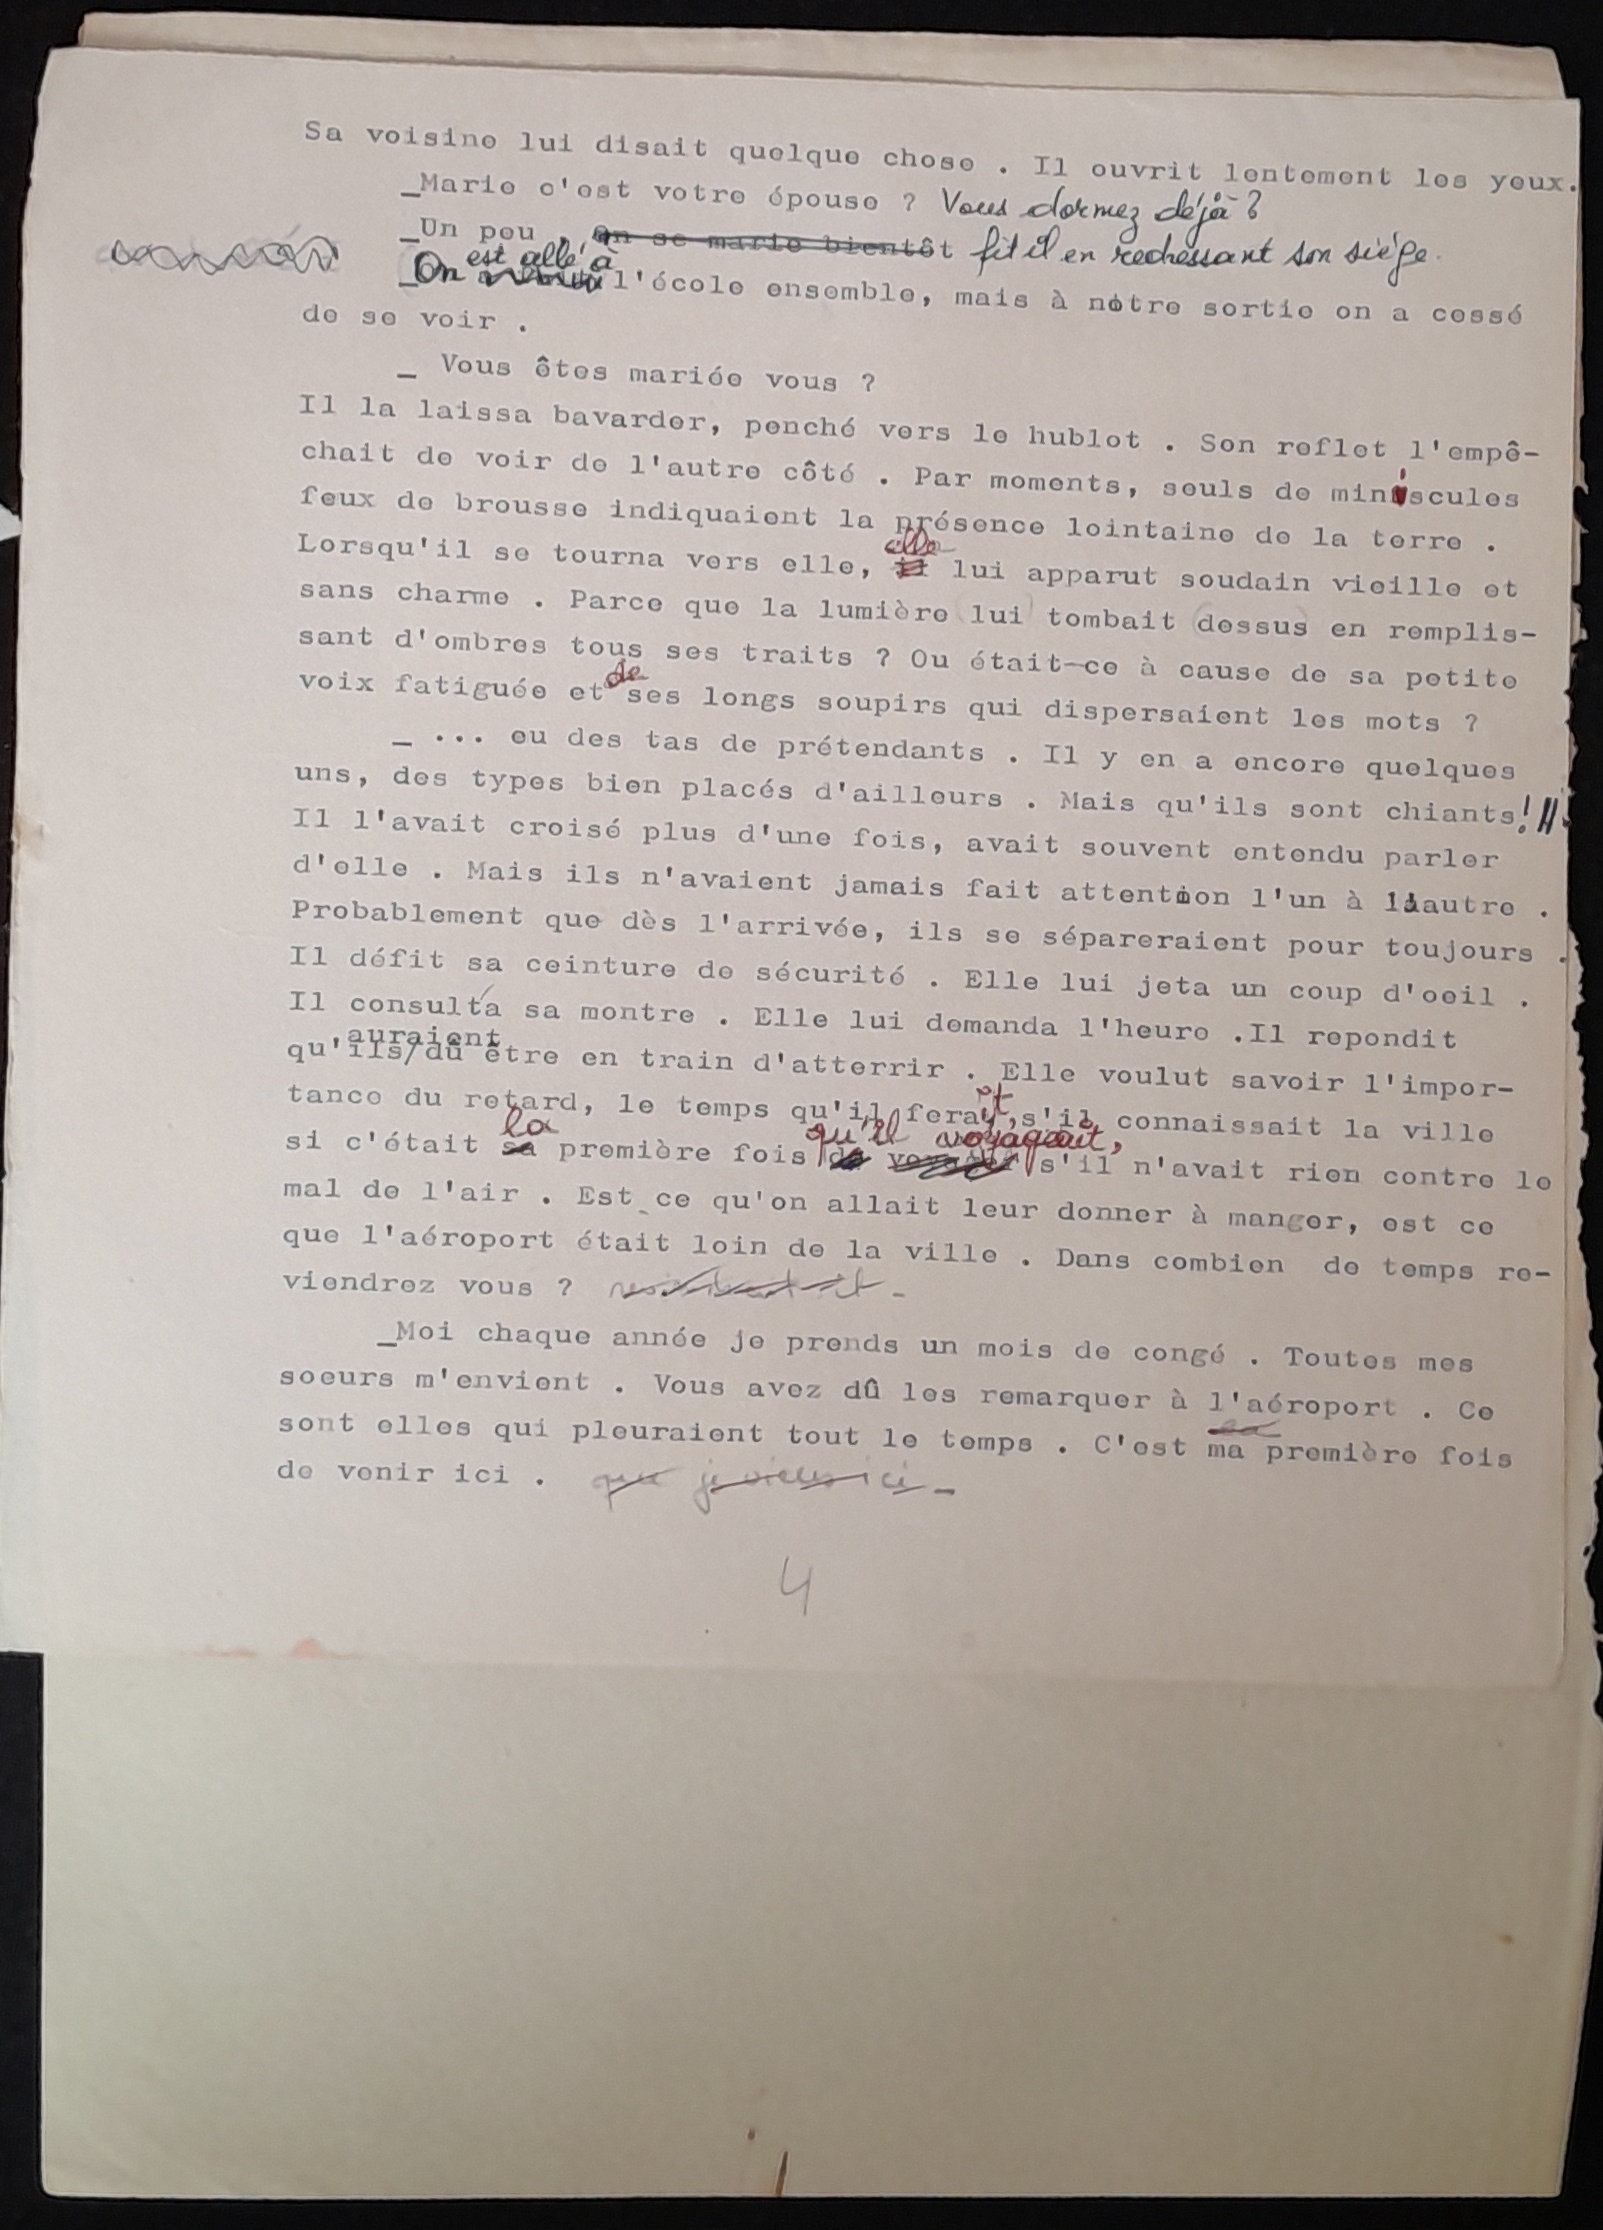 Sa voisine lui disait quelque chose . Il ouvrit lentement les yeux.
_Marie c'est votre épouse ? Vous dormez déjà ?
_Un peu , On se marie bientôt fit il en redressant son siège.
_On est allé à l'école ensemble, mais à nôtre sortie on a cessé
de se voir .
_ Vous êtes mariée vous ?
Il la laissa bavarder, penché vers le hublot . Son reflet l'empê-
chait de voir de l'autre côté . Par moments, seuls de minuscules
feux de brousse indiquaient la présence lointaine de la terre .
elle
Lorsqu'il se tourna vers elle, il lui apparut soudain vieille et
sans charme . Parce que la lumière lui tombait dessus en remplis-
sant d'ombres tous ses traits ? Ou était-ce à cause de sa petite
de
voix fatiguée et ses longs soupirs qui dispersaient les mots ?
_ ... eu des tas de prétendants . Il y en a encore quelques
uns, des types bien placés d'ailleurs . Mais qu'ils sont chiants!
Il l'avait croisé plus d'une fois, avait souvent entendu parler
d'elle . Mais ils n'avaient jamais fait attention l'un à l'autre .
Probablement que dès l'arrivée, ils se sépareraient pour toujours .
Il défit sa ceinture de sécurité . Elle lui jeta un coup d'oeil .
Il consulta sa montre . Elle lui demanda l'heure .Il repondit
auraient
qu'ils/dû être en train d'atterrir . Elle voulut savoir l'impor-
tance du retard, le temps qu'il ferait,s'il connaissait la ville
la qu'il voyageait,
si c'était sa première fois de voyager s'il n'avait rien contre le
mal de l'air . Est ce qu'on allait leur donner à manger, est ce
que l'aéroport était loin de la ville . Dans combien de temps re-
viendrez vous ?
_Moi chaque année je prends un mois de congé . Toutes mes
soeurs m'envient . Vous avez dû les remarquer à l'aéroport . Ce
sont elles qui pleuraient tout le temps . C'est ma première fois
de venir ici . que je viens ici
4